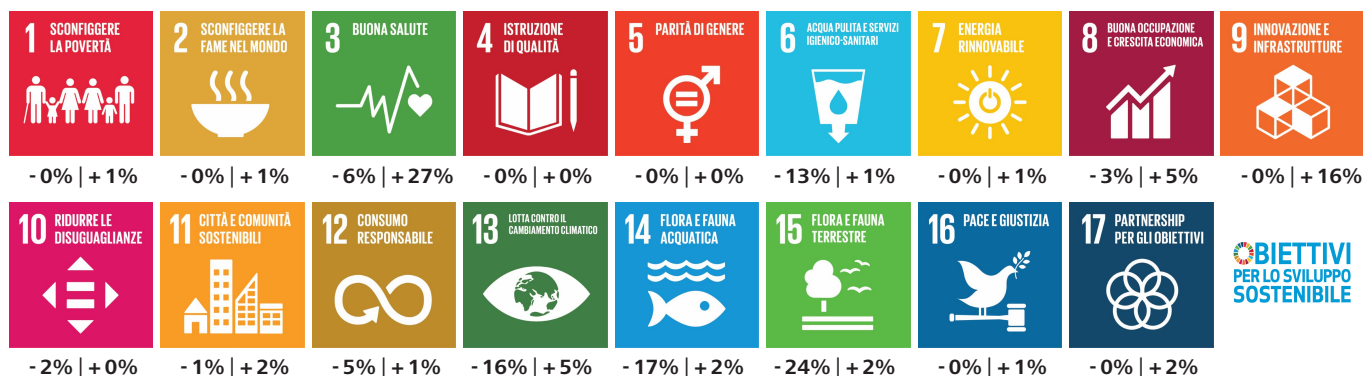 1 SCONFIGGERE
LA POVERTÀ
2 SCONFIGGERE LA
FAME NEL MONDO
3 BUONA SALUTE
4 ISTRUZIONE
DI QUALITÀ
5 PARITÀ DI GENERE
6 ACQUA PULITA E SERVIZI
IGIENICO-SANITARI
7 ENERGIA
RINNOVABILE
8 BUONA OCCUPAZIONE
E CRESCITA ECONOMICA
9 INNOVAZIONE E
INFRASTRUTTURE
-0% | +1%
-0% | +1%
-6% | +27%
-0% | +0%
-0% | +0%
-13% | +1%
-0% | +1%
-3% | +5%
-0% | +16%
10 RIDURRE LE
DISUGUAGLIANZE
11 CITTÀ E COMUNITÀ
SOSTENIBILI
12 CONSUMO
RESPONSABILE
13 LOTTA CONTRO IL
CAMBIAMENTO CLIMATICO
14 FLORA E FAUNA
ACQUATICA
15 FLORA E FAUNA
TERRESTRE
16 PACE E GIUSTIZIA
17 PARTNERSHIP
PER GLI OBIETTIVI
OBIETTIVI
PER LO SVILUPPO
SOSTENIBILE
-2% | +0%
-1% | +2%
-5% | +1%
-16% | +5%
-17% | +2%
-24% | +2%
-0% | +1%
-0% | +2%